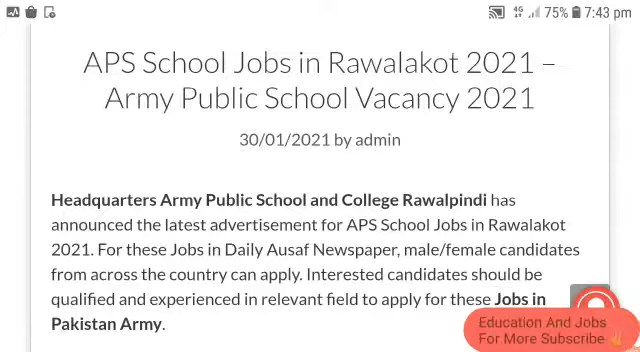 4G 75% 7:43 pm
APS School Jobs in Rawalakot 2021 –
Army Public School Vacancy 2021
30/01/2021 by admin
Headquarters Army Public School and College Rawalpindi has
announced the latest advertisement for APS School Jobs in Rawalakot
2021. For these Jobs in Daily Ausaf Newspaper, male/female candidates
from across the country can apply. Interested candidates should be
qualified and experienced in relevant field to apply for these Jobs in
Pakistan Army.
Education And Jobs
For More Subscribe